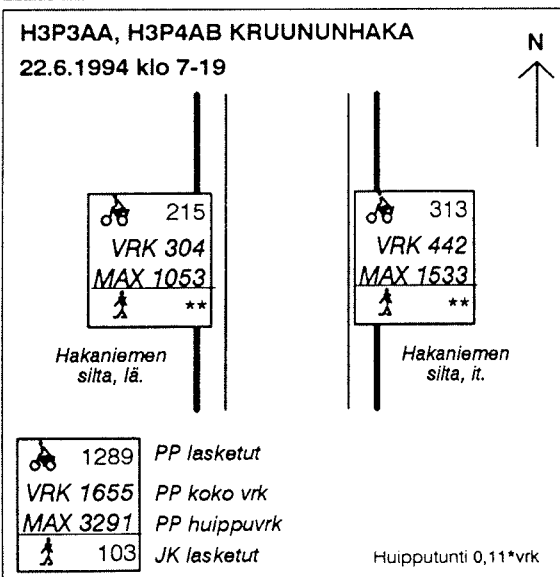 H3P3AA, H3P4AB KRUUNUNHAKA
22.6.1994 klo 7-19
N
215
VRK 304
MAX 1053
**
Hakaniemen
silta, lä.
313
VRK 442
MAX 1533
**
Hakaniemen
silta, it.
1289 PP lasketut
VRK 1655 PP koko vrk
MAX 3291 PP huippuvrk
103 JK lasketut
Huipputunti 0,11*vrk